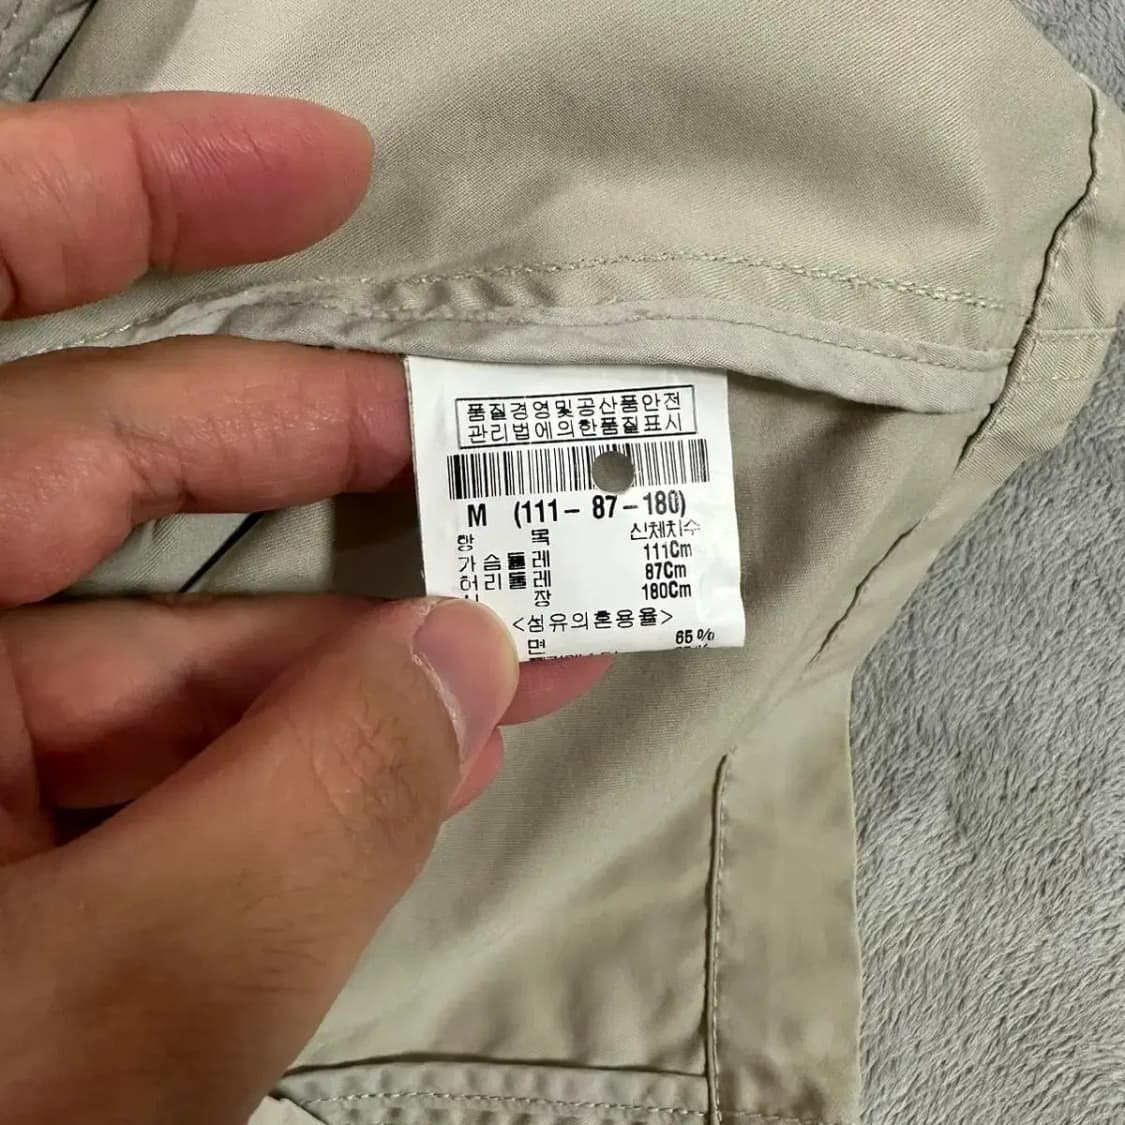 품질경영및공산품안전
관리법에의한품질표시
M (111-87-180)
항 목 신체치수
가슴둘레 111Cm
허리둘레 87Cm
장 180Cm
<섬유의혼용율>
면 65%